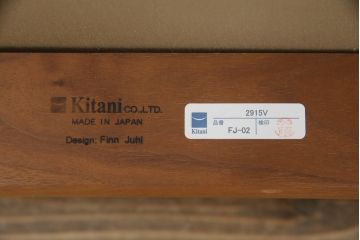 Kitani CO.,LTD.
MADE IN JAPAN
Design: Finn Juhl
2915V
Kitani
品番
FJ-02
検印